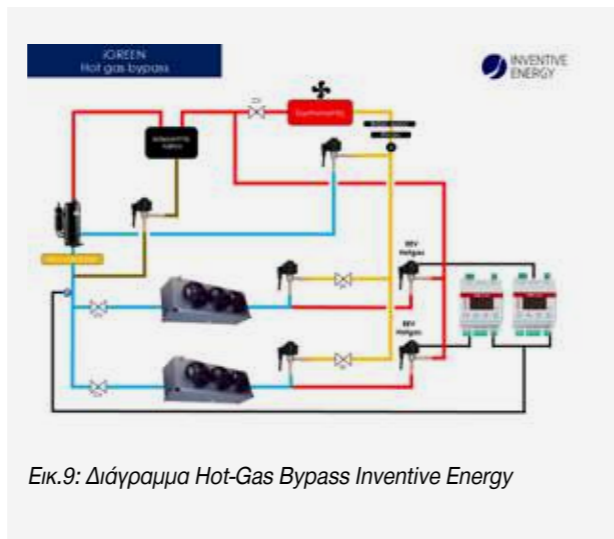 iGREEN
Hot gas bypass
INVENTIVE
ENERGY
EEV
Hotgas
EEV
Hotgas
Εικ.9: Διάγραμμα Hot-Gas Bypass Inventive Energy